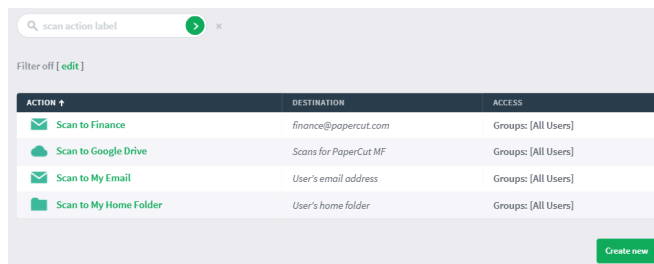 scan action label
Filter off [ edit ]
ACTION ↑ DESTINATION ACCESS
Scan to Finance finance@papercut.com Groups: [All Users]
Scan to Google Drive Scans for PaperCut MF Groups: [All Users]
Scan to My Email User's email address Groups: [All Users]
Scan to My Home Folder User's home folder Groups: [All Users]
Create new